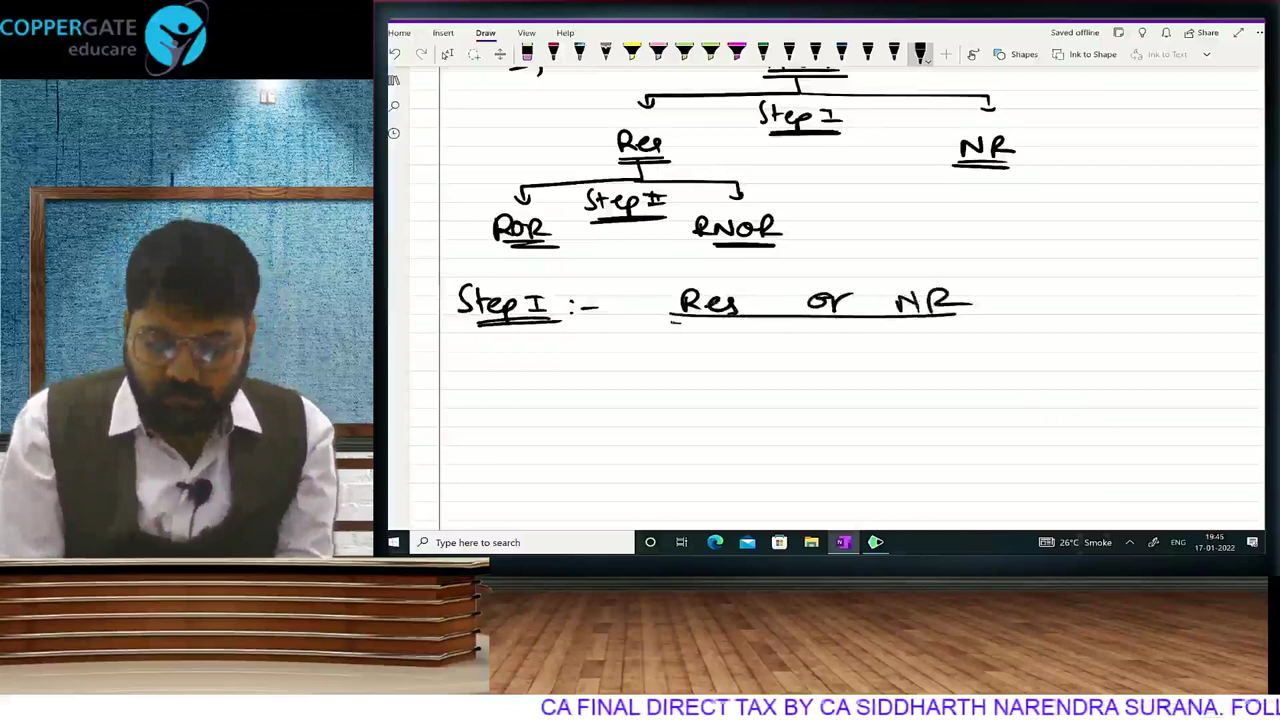 COPPERGATE
educare
Home Insert Draw View Help
Saved offline
Share
Shapes
Ink to Shape
Ink to Text
Step I
Res NR
Step II
ROR RNOR
Step I :- Res or NR
Type here to search
26°C Smoke
ENG
19.45
17-01-2022
CA FINAL DIRECT TAX BY CA SIDDHARTH NARENDRA SURANA. FOLL